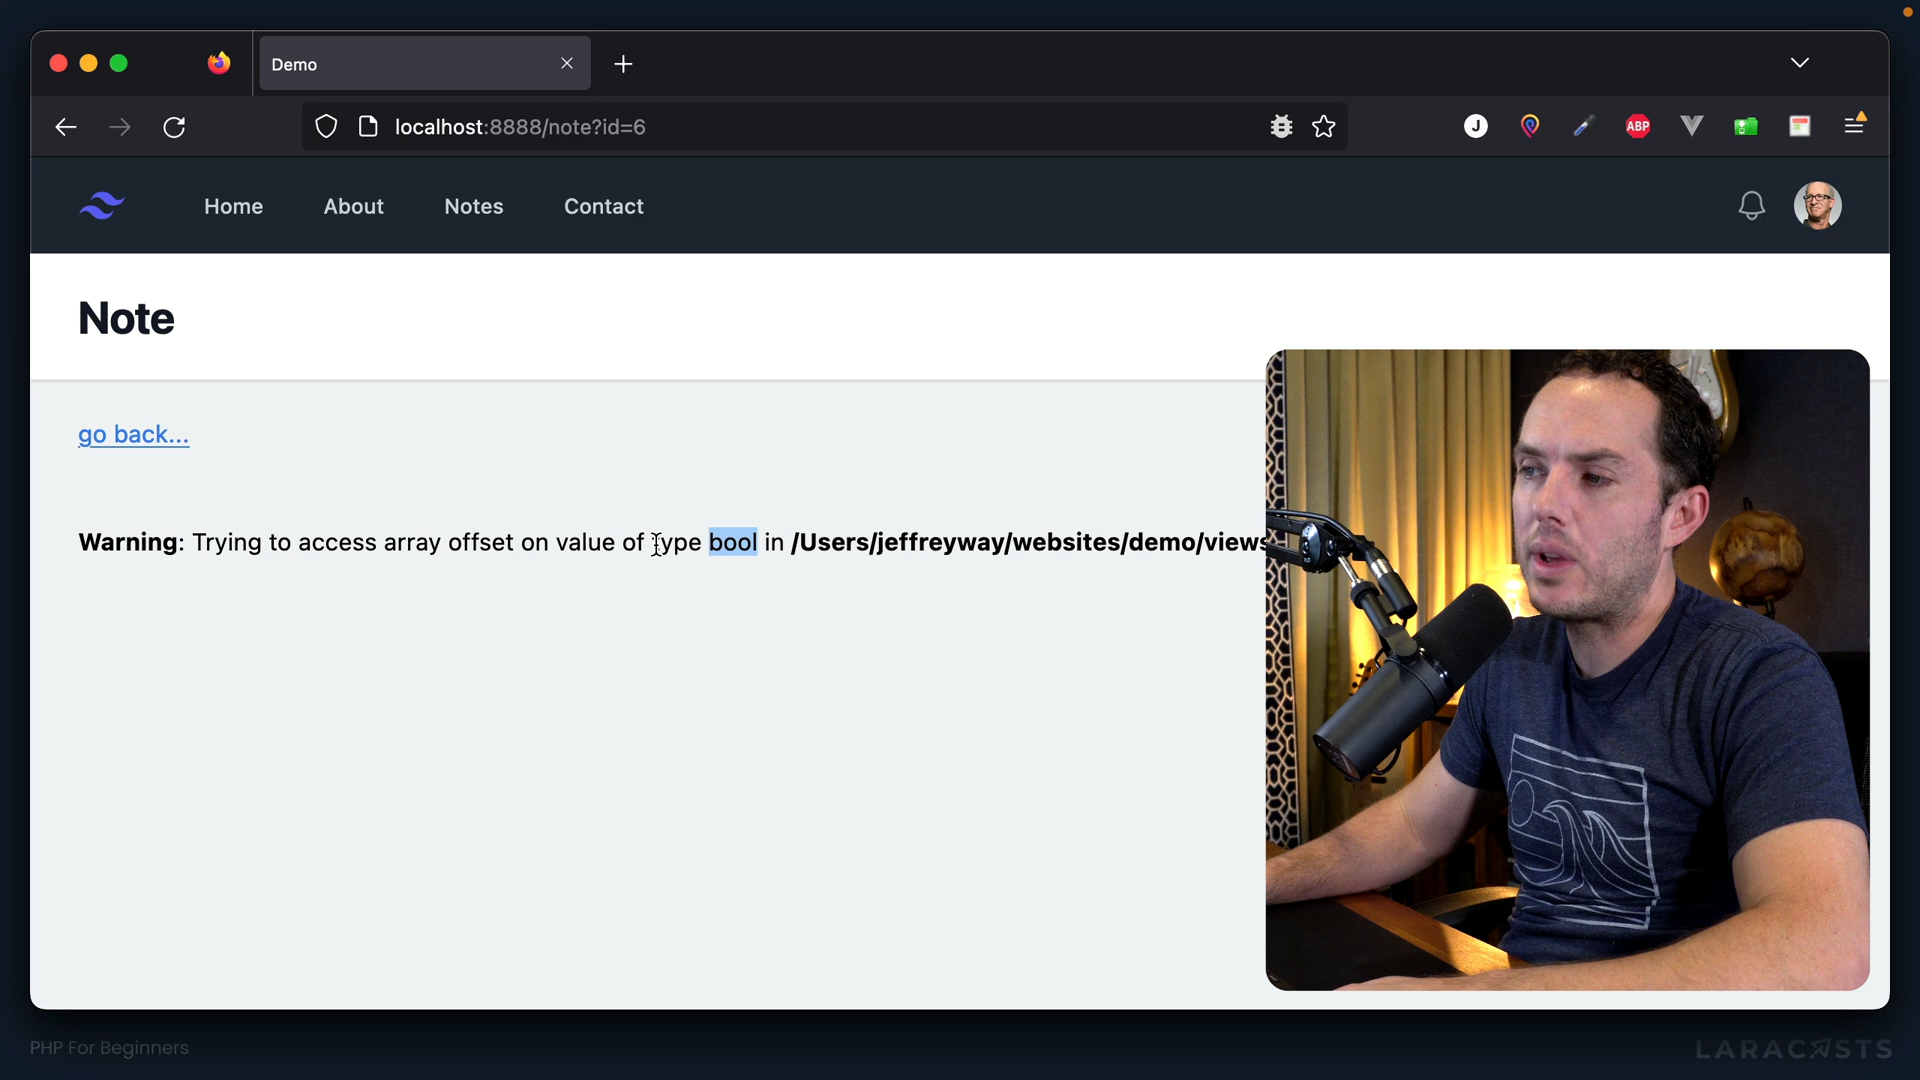 Demo
localhost:8888/note?id=6
J
ABP
Home
About
Notes
Contact
Note
go back...
Warning: Trying to access array offset on value of type bool in /Users/jeffreyway/websites/demo/views
PHP For Beginners
LARACASTS